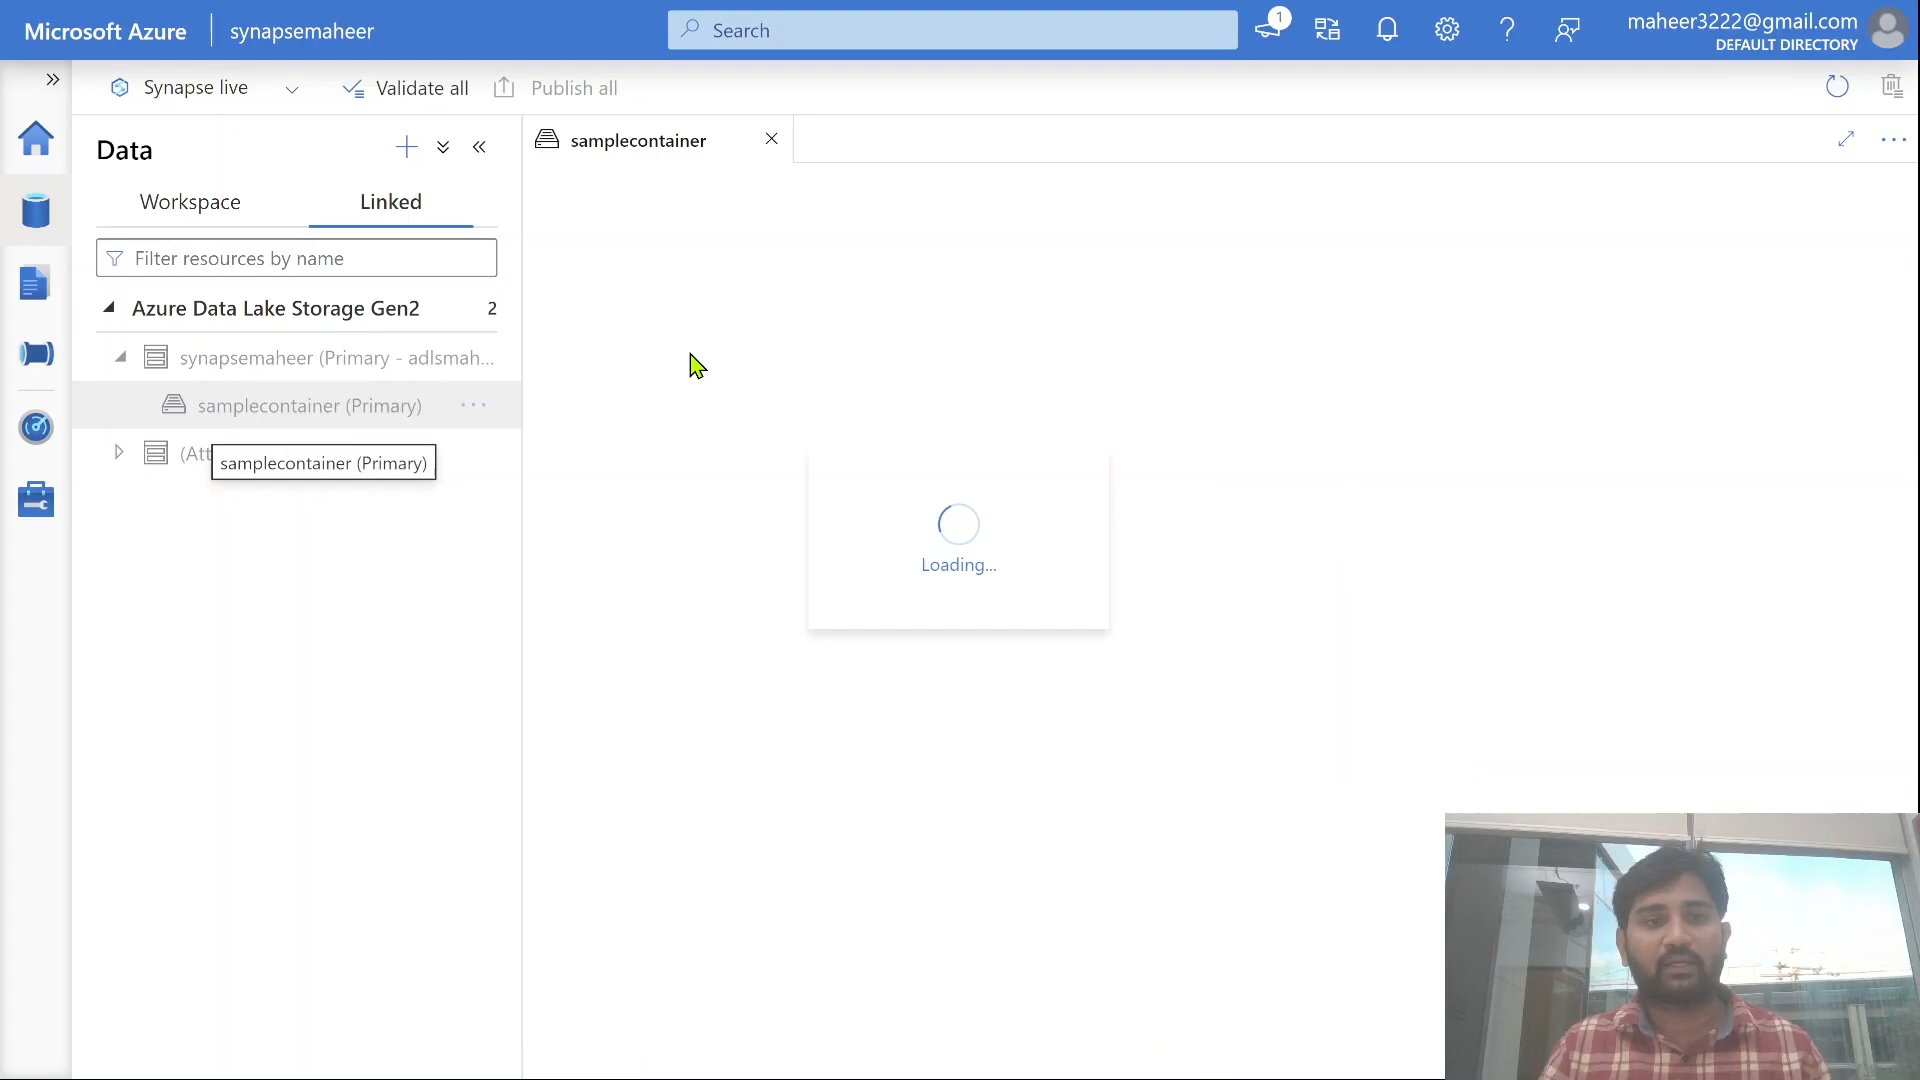 Microsoft Azure
synapsemaheer
Search
1
maheer3222@gmail.com
DEFAULT DIRECTORY
Synapse live
Validate all
Publish all
Data
Workspace
Linked
Filter resources by name
Azure Data Lake Storage Gen2
2
synapsemaheer (Primary - adlsmah...
samplecontainer (Primary)
(Att
samplecontainer (Primary)
samplecontainer
Loading...